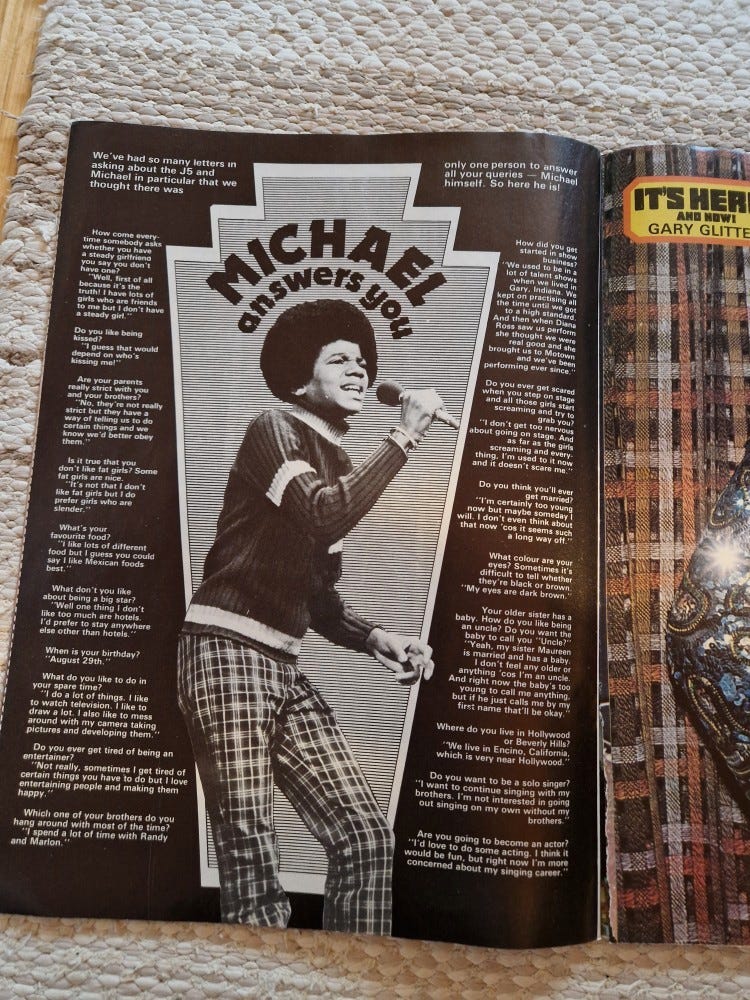 We've had so many letters in
asking about the J5 and
Michael in particular that we
thought there was
only one person to answer
all your queries — Michael
himself. So here he is!
MICHAEL
answers you
How come every-
time somebody asks
whether you have
a steady girlfriend
you say you don't
have one?
"Well, first of all
because it's the
truth! I have lots of
girls who are friends
to me but I don't have
a steady girl."
Do you like being
kissed?
"I guess that would
depend on who's
kissing me!"
Are your parents
really strict with you
and your brothers?
"No, they're not really
strict but they have a
way of telling us to do
certain things and we
know we'd better obey
them."
Is it true that you
don't like fat girls? Some
fat girls are nice.
"It's not that I don't
like fat girls but I do
prefer girls who are
slender."
What's your
favourite food?
"I like lots of different
food but I guess you could
say I like Mexican foods
best."
What don't you like
about being a big star?
"Well one thing I don't
like too much are hotels.
I'd prefer to stay anywhere
else other than hotels."
When is your birthday?
"August 29th."
What do you like to do in
your spare time?
"I do a lot of things. I like
to watch television. I like to
draw a lot. I also like to mess
around with my camera taking
pictures and developing them."
Do you ever get tired of being an
entertainer?
"Not really, sometimes I get tired of
certain things you have to do but I love
entertaining people and making them
happy."
Which one of your brothers do you
hang around with most of the time?
"I spend a lot of time with Randy
and Marlon."
How did you get
started in show
business?
"We used to be in a
lot of talent shows
when we lived in
Gary, Indiana. We
kept on practising all
the time until we got
to a high standard.
And then when Diana
Ross saw us perform
she thought we were
real good and she
brought us to Motown
and we've been
performing ever since."
Do you ever get scared
when you step on stage
and all those girls start
screaming and try to
grab you?
"I don't get too nervous
about going on stage. And
as far as the girls
screaming and every-
thing, I'm used to it now
and it doesn't scare me."
Do you think you'll ever
get married?
"I'm certainly too young
now but maybe someday I
will. I don't even think about
that now 'cos it seems such
a long way off."
What colour are your
eyes? Sometimes it's
difficult to tell whether
they're black or brown.
"My eyes are dark brown."
Your older sister has a
baby. How do you like being
an uncle? Do you want the
baby to call you "Uncle?"
"Yeah, my sister Maureen
is married and has a baby.
I don't feel any older or
anything 'cos I'm an uncle.
And right now the baby's too
young to call me anything,
but if he just calls me by my
first name that'll be okay."
Where do you live in Hollywood
or Beverly Hills?
"We live in Encino, California,
which is very near Hollywood."
Do you want to be a solo singer?
"I want to continue singing with my
brothers. I'm not interested in going
out singing on my own without my
brothers."
Are you going to become an actor?
"I'd love to do some acting. I think it
would be fun, but right now I'm more
concerned about my singing career."
IT'S HER
AND NOW!
GARY GLITTE